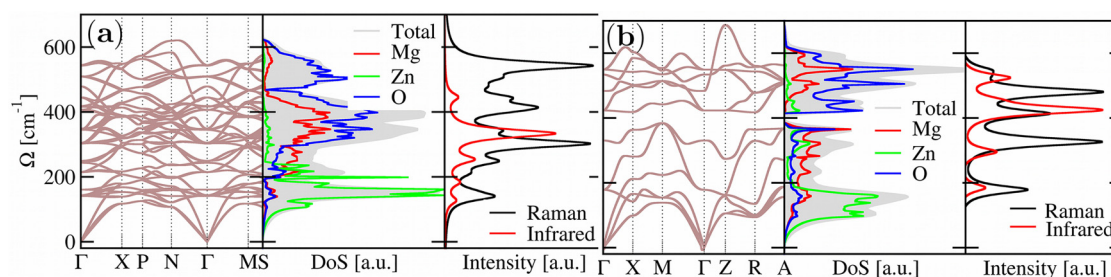 (a)
Total
Mg
Zn
O
600
400
200
0
Ω [cm⁻¹]
Γ X P N Γ M S
DoS [a.u.]
Raman
Infrared
Intensity [a.u.]
(b)
Total
Mg
Zn
O
Γ X M Γ Z R A
DoS [a.u.]
Raman
Infrared
Intensity [a.u.]